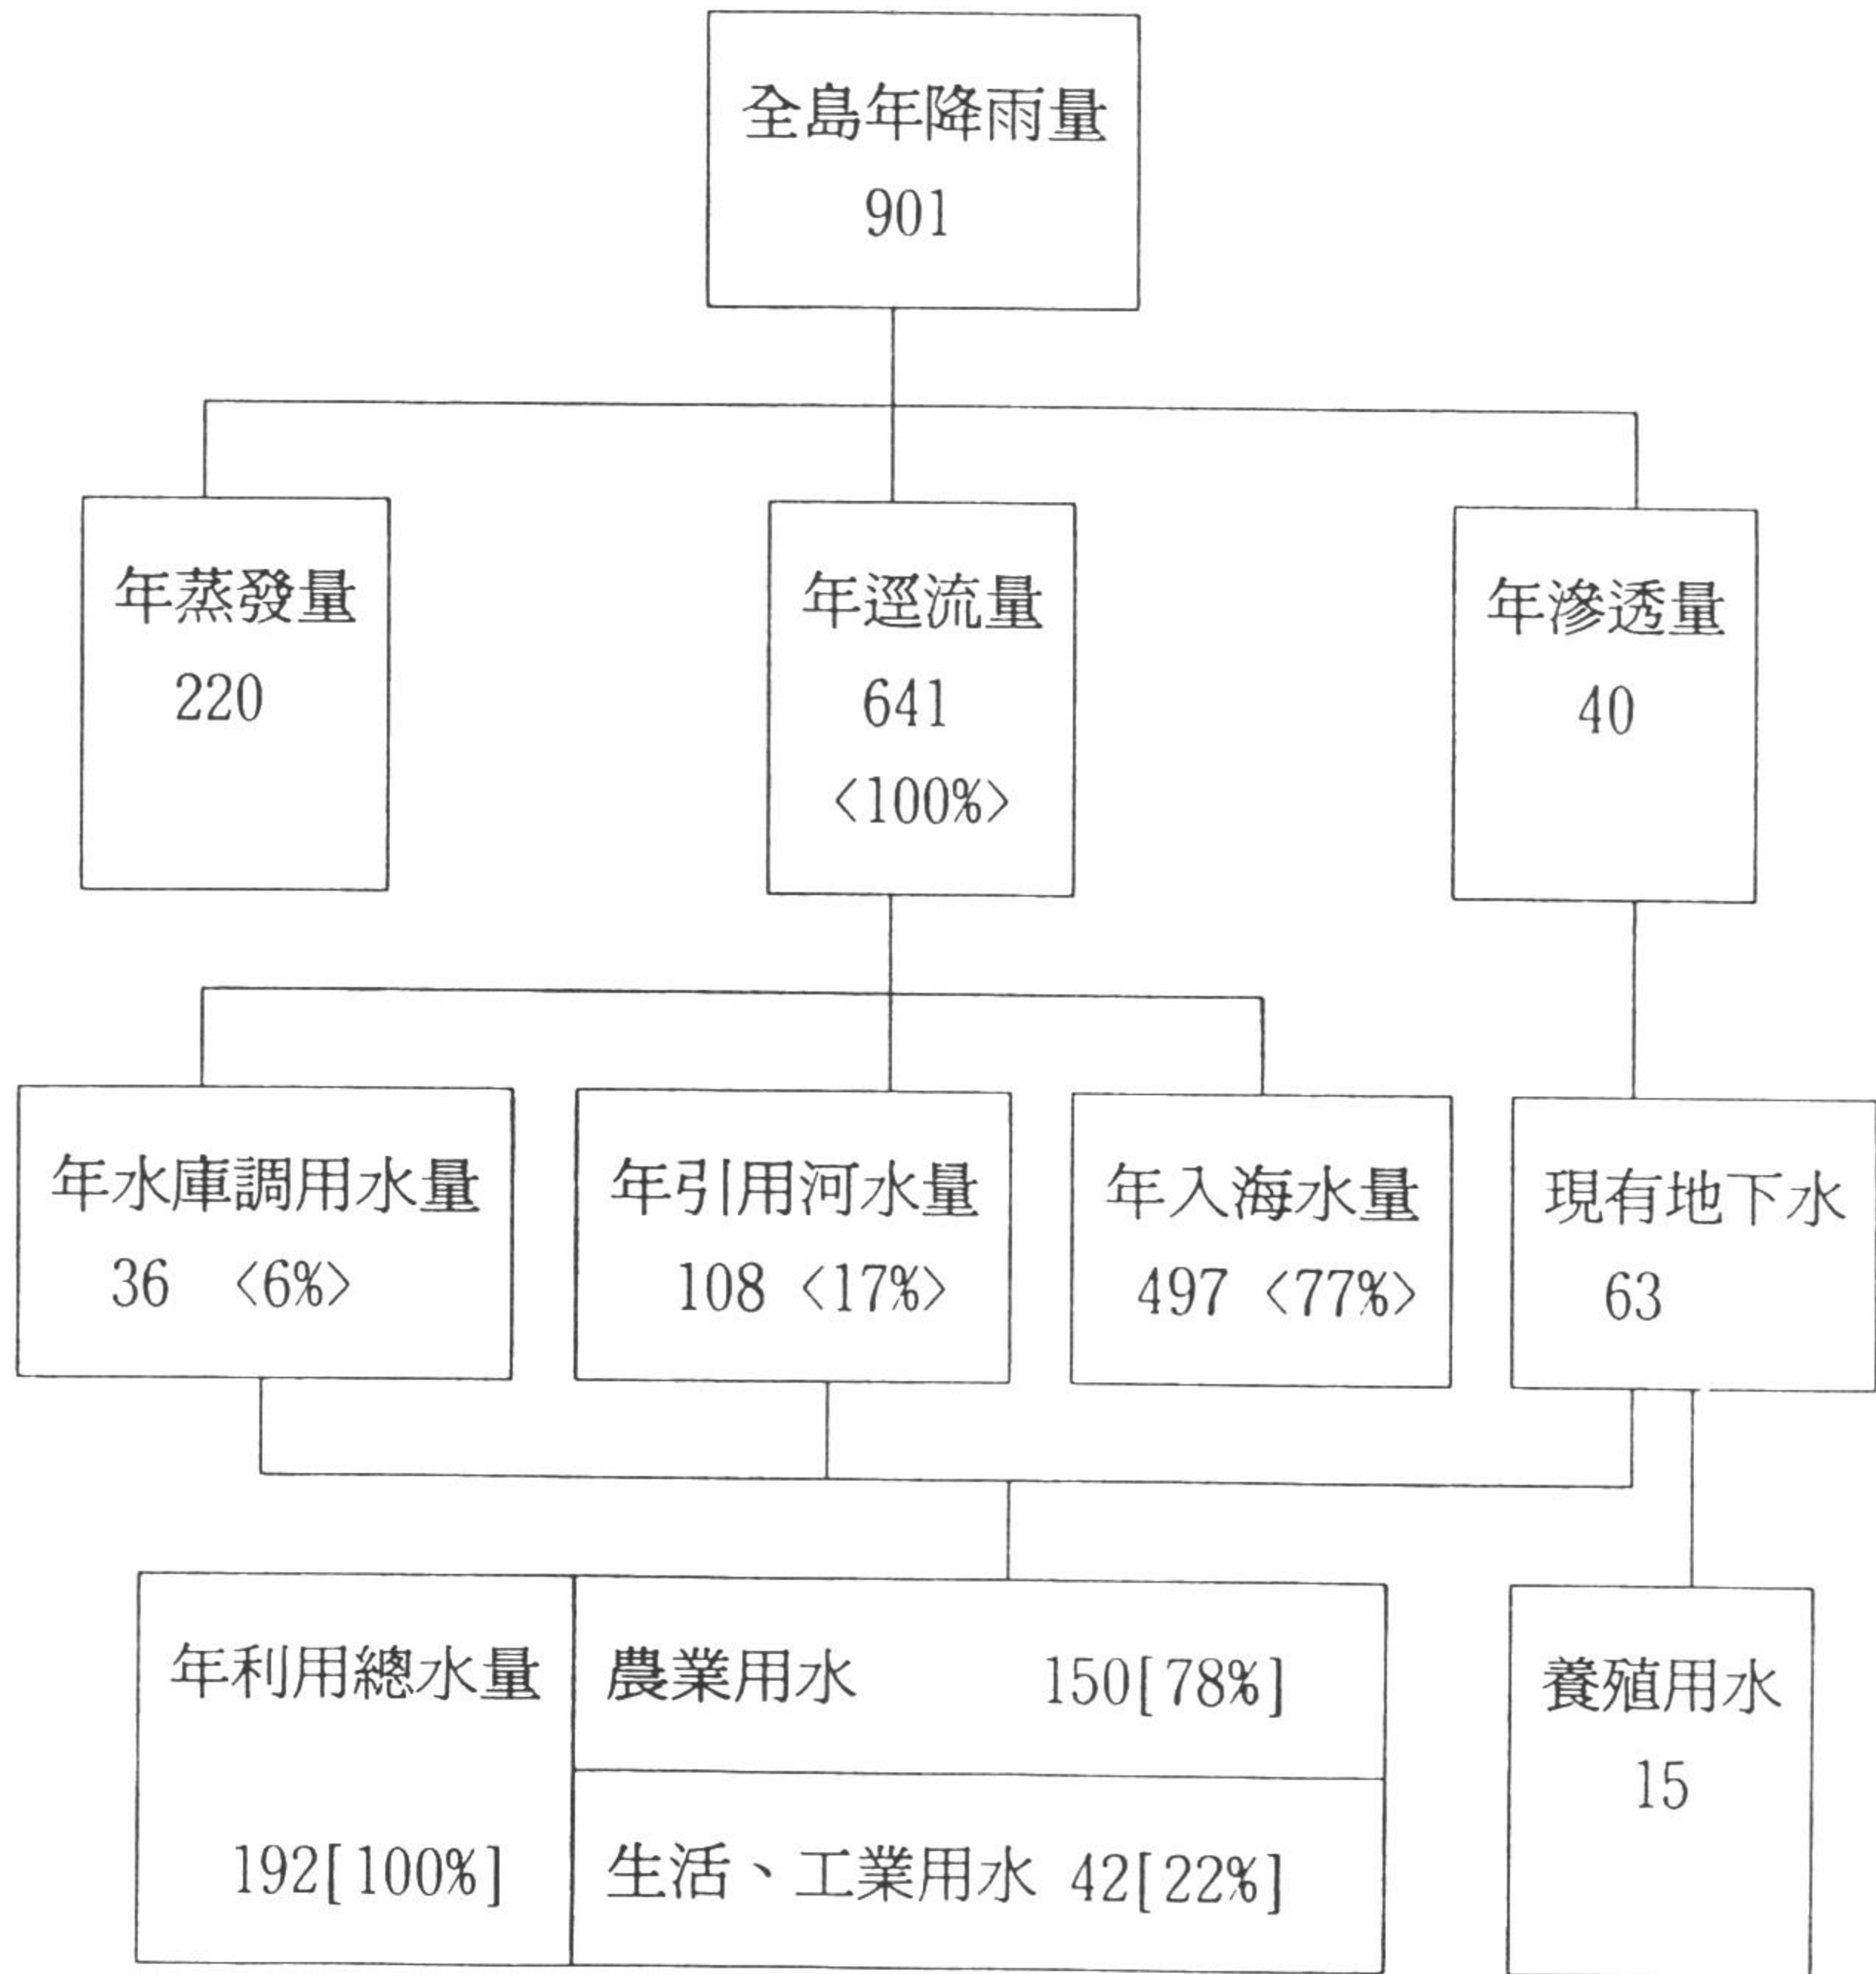 全島年降雨量
901
年蒸發量
220
年逕流量
641
<100%>
年滲透量
40
年水庫調用水量
36 <6%>
年引用河水量
108 <17%>
年入海水量
497 <77%>
現有地下水
63
年利用總水量
192[100%]
農業用水 150[78%]
生活、工業用水 42[22%]
養殖用水
15